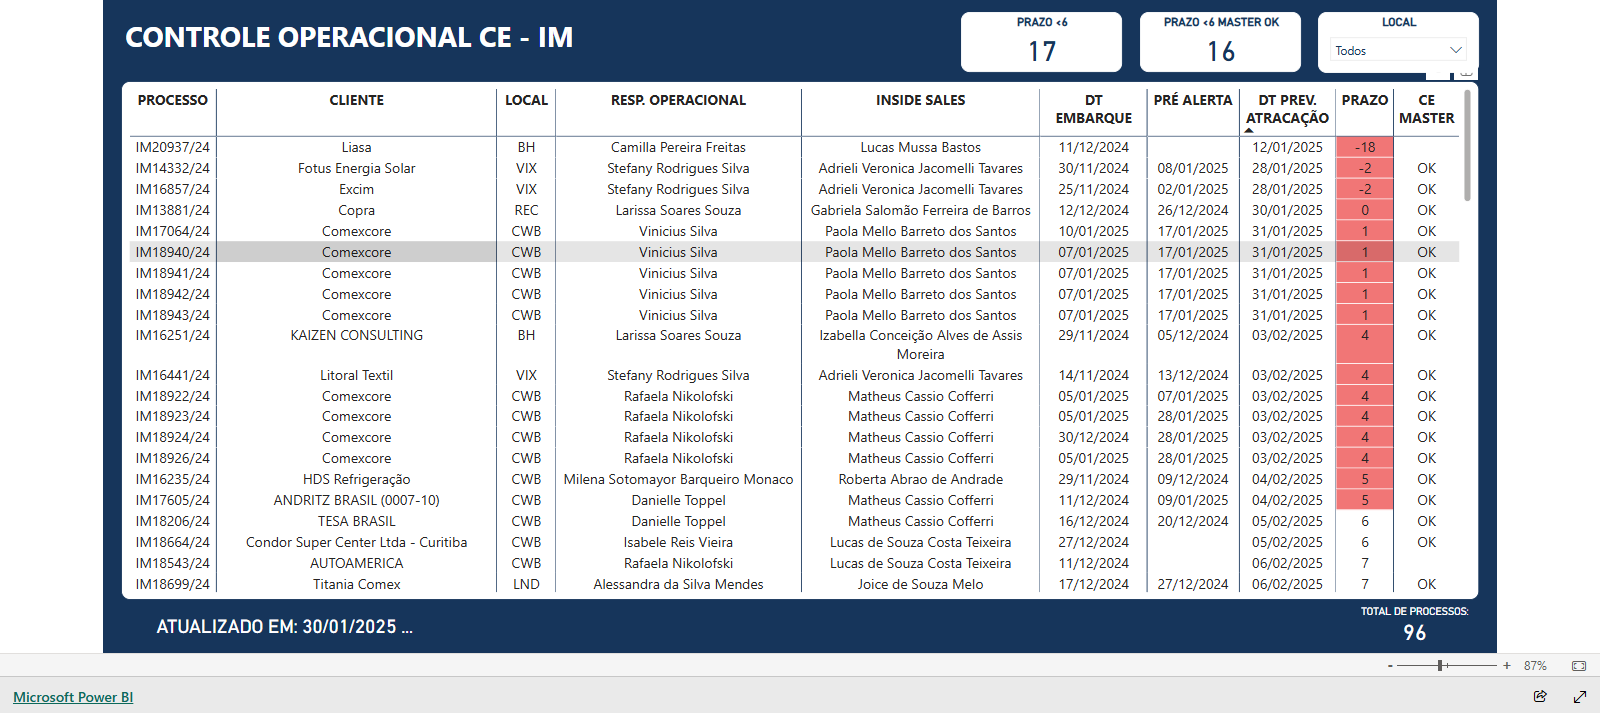 CONTROLE OPERACIONAL CE - IM
PRAZO <6
17
PRAZO <6 MASTER OK
16
LOCAL
Todos
PROCESSO CLIENTE LOCAL RESP. OPERACIONAL INSIDE SALES DT EMBARQUE PRÉ ALERTA DT PREV. ATRACAÇÃO PRAZO CE MASTER
IM20937/24 Liasa BH Camilla Pereira Freitas Lucas Mussa Bastos 11/12/2024 12/01/2025 -18
IM14332/24 Fotus Energia Solar VIX Stefany Rodrigues Silva Adrieli Veronica Jacomelli Tavares 30/11/2024 08/01/2025 28/01/2025 -2 OK
IM16857/24 Excim VIX Stefany Rodrigues Silva Adrieli Veronica Jacomelli Tavares 25/11/2024 02/01/2025 28/01/2025 -2 OK
IM13881/24 Copra REC Larissa Soares Souza Gabriela Salomão Ferreira de Barros 12/12/2024 26/12/2024 30/01/2025 0 OK
IM17064/24 Comexcore CWB Vinicius Silva Paola Mello Barreto dos Santos 10/01/2025 17/01/2025 31/01/2025 1 OK
IM18940/24 Comexcore CWB Vinicius Silva Paola Mello Barreto dos Santos 07/01/2025 17/01/2025 31/01/2025 1 OK
IM18941/24 Comexcore CWB Vinicius Silva Paola Mello Barreto dos Santos 07/01/2025 17/01/2025 31/01/2025 1 OK
IM18942/24 Comexcore CWB Vinicius Silva Paola Mello Barreto dos Santos 07/01/2025 17/01/2025 31/01/2025 1 OK
IM18943/24 Comexcore CWB Vinicius Silva Paola Mello Barreto dos Santos 07/01/2025 17/01/2025 31/01/2025 1 OK
IM16251/24 KAIZEN CONSULTING BH Larissa Soares Souza Izabella Conceição Alves de Assis Moreira 29/11/2024 05/12/2024 03/02/2025 4 OK
IM16441/24 Litoral Textil VIX Stefany Rodrigues Silva Adrieli Veronica Jacomelli Tavares 14/11/2024 13/12/2024 03/02/2025 4 OK
IM18922/24 Comexcore CWB Rafaela Nikolofski Matheus Cassio Cofferri 05/01/2025 07/01/2025 03/02/2025 4 OK
IM18923/24 Comexcore CWB Rafaela Nikolofski Matheus Cassio Cofferri 05/01/2025 28/01/2025 03/02/2025 4 OK
IM18924/24 Comexcore CWB Rafaela Nikolofski Matheus Cassio Cofferri 30/12/2024 28/01/2025 03/02/2025 4 OK
IM18926/24 Comexcore CWB Rafaela Nikolofski Matheus Cassio Cofferri 05/01/2025 28/01/2025 03/02/2025 4 OK
IM16235/24 HDS Refrigeração CWB Milena Sotomayor Barqueiro Monaco Roberta Abrao de Andrade 29/11/2024 09/12/2024 04/02/2025 5 OK
IM17605/24 ANDRITZ BRASIL (0007-10) CWB Danielle Toppel Matheus Cassio Cofferri 11/12/2024 09/01/2025 04/02/2025 5 OK
IM18206/24 TESA BRASIL CWB Danielle Toppel Matheus Cassio Cofferri 16/12/2024 20/12/2024 05/02/2025 6 OK
IM18664/24 Condor Super Center Ltda - Curitiba CWB Isabele Reis Vieira Lucas de Souza Costa Teixeira 27/12/2024 05/02/2025 6 OK
IM18543/24 AUTOAMERICA CWB Rafaela Nikolofski Lucas de Souza Costa Teixeira 11/12/2024 06/02/2025 7
IM18699/24 Titania Comex LND Alessandra da Silva Mendes Joice de Souza Melo 17/12/2024 27/12/2024 06/02/2025 7 OK
ATUALIZADO EM: 30/01/2025 ...
TOTAL DE PROCESSOS:
96
- + 87%
Microsoft Power BI